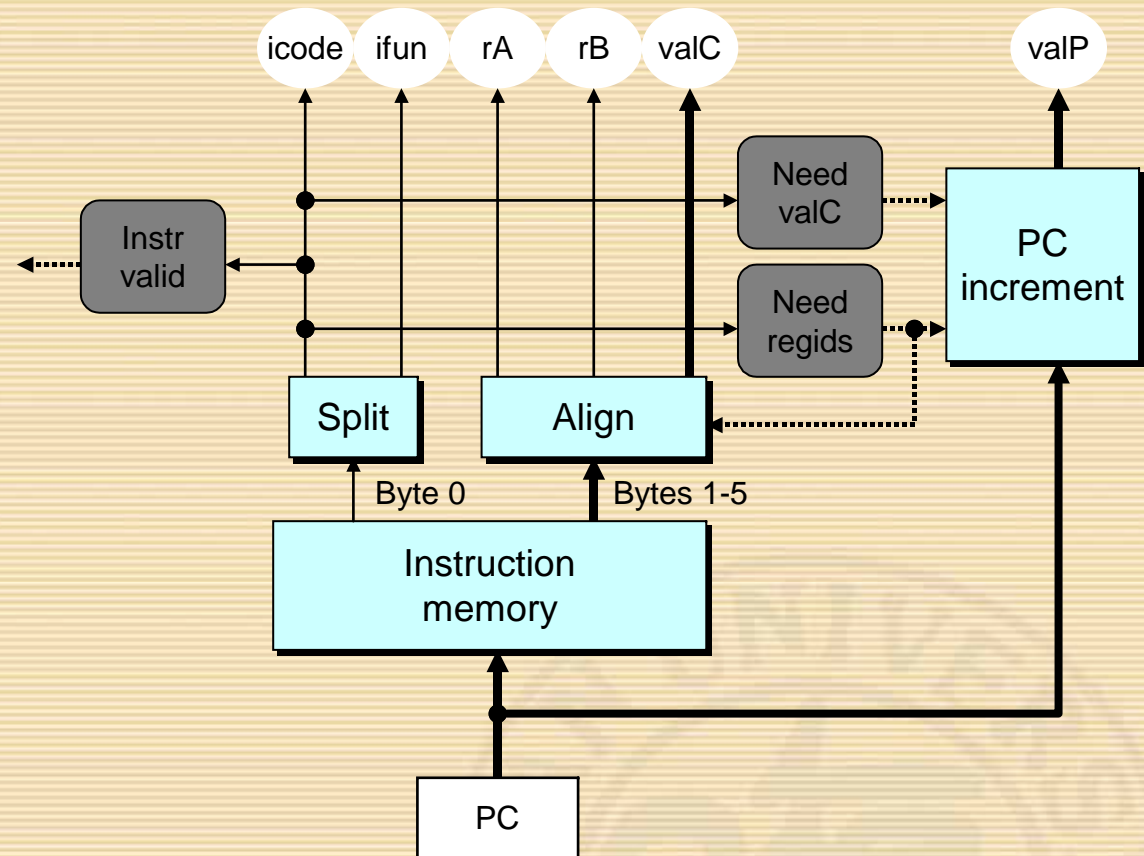 icode
ifun
rA
rB
valC
valP
Need
valC
Instr
valid
PC
increment
Need
regids
Split
Align
Byte 0
Bytes 1-5
Instruction
memory
PC